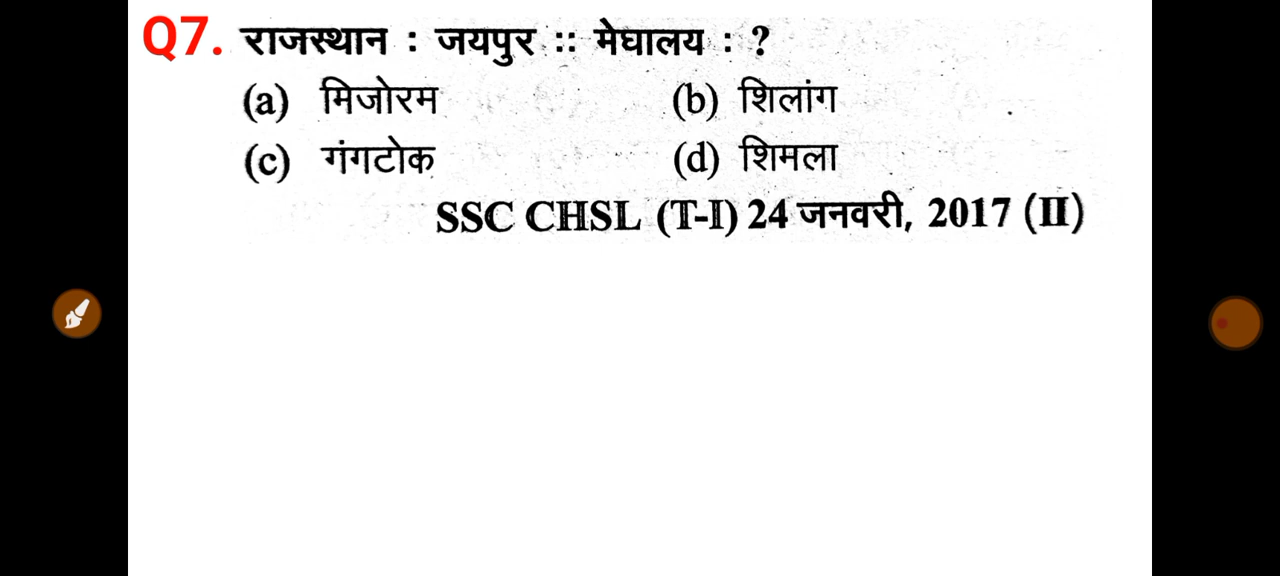 Q7. राजस्थान : जयपुर :: मेघालय : ?
(a) मिजोरम (b) शिलांग
(c) गंगटोक (d) शिमला
SSC CHSL (T-I) 24 जनवरी, 2017 (II)